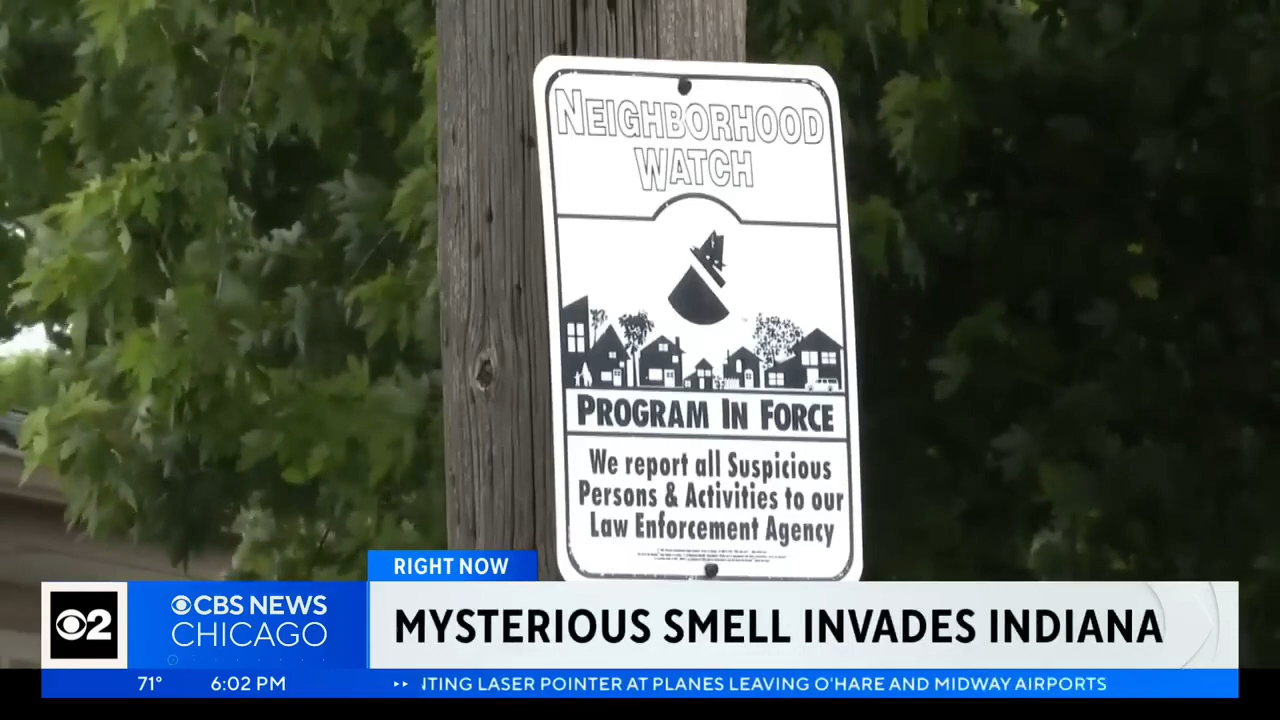 NEIGHBORHOOD
WATCH
PROGRAM IN FORCE
We report all Suspicious
Persons & Activities to our
Law Enforcement Agency
RIGHT NOW
2
CBS NEWS
CHICAGO
MYSTERIOUS SMELL INVADES INDIANA
71°
6:02 PM
LASER POINTER AT PLANES LEAVING O'HARE AND MIDWAY AIRPORTS